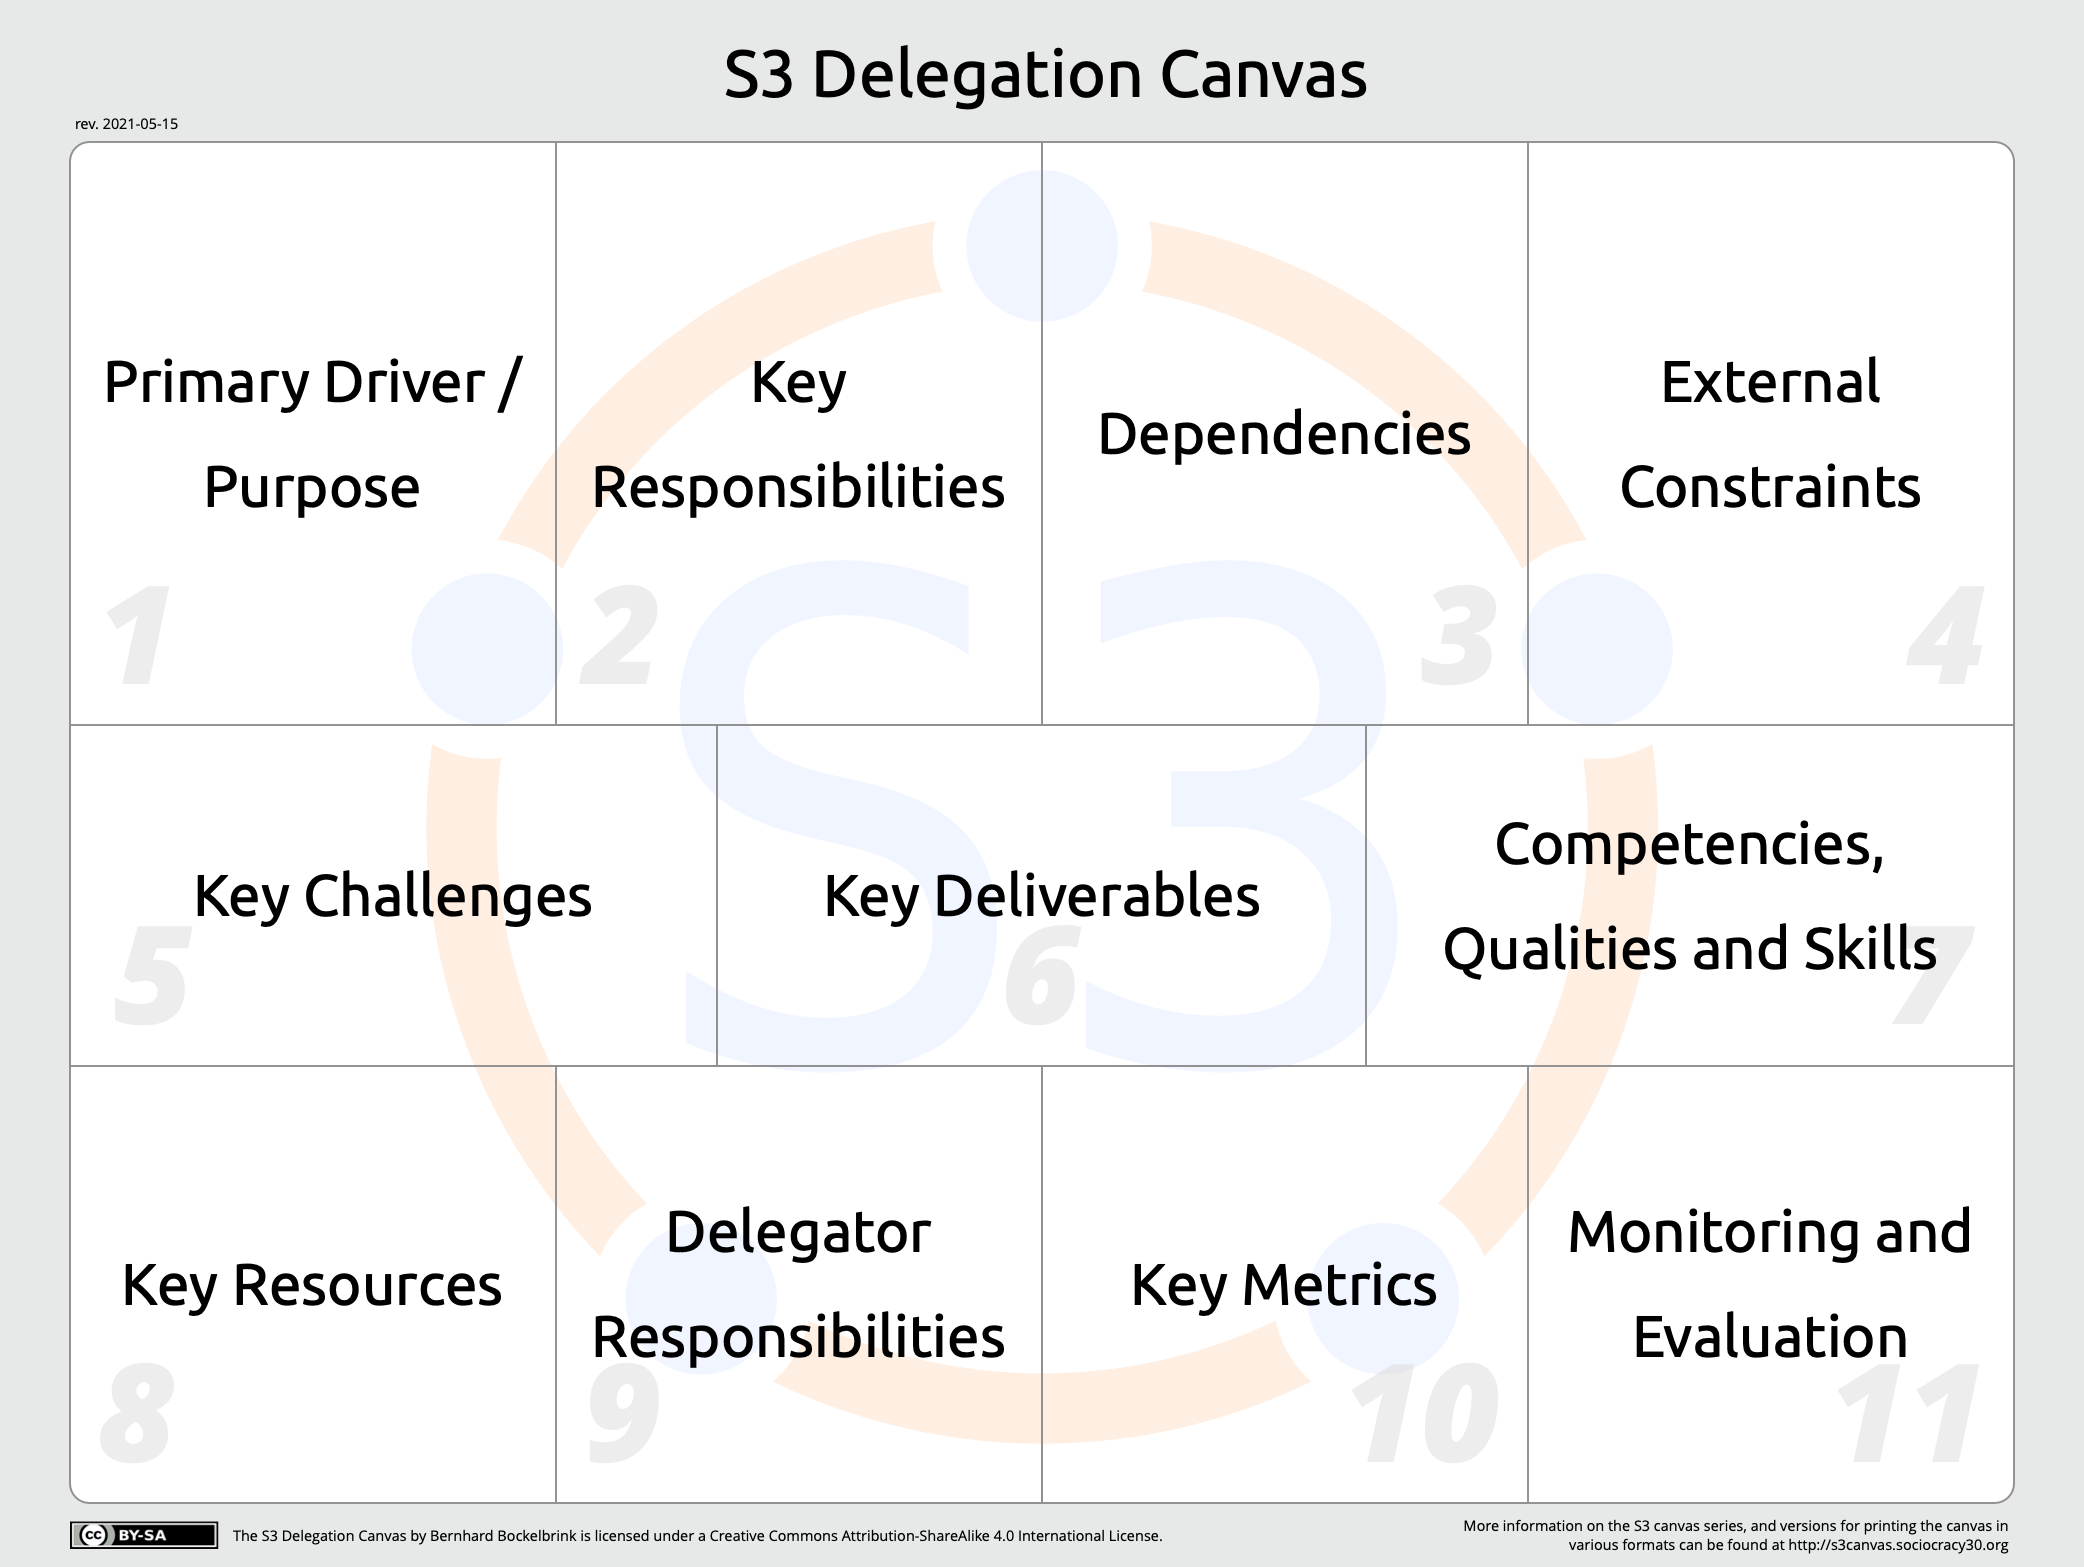 S3 Delegation Canvas
rev. 2021-05-15
Primary Driver /
Purpose
1
Key
Responsibilities
2
Dependencies
3
External
Constraints
4
Key Challenges
5
Key Deliverables
6
Competencies,
Qualities and Skills
7
S3
Key Resources
8
Delegator
Responsibilities
9
Key Metrics
10
Monitoring and
Evaluation
11
cc BY-SA
The S3 Delegation Canvas by Bernhard Bockelbrink is licensed under a Creative Commons Attribution-ShareAlike 4.0 International License.
More information on the S3 canvas series, and versions for printing the canvas in
various formats can be found at http://s3canvas.sociocracy30.org